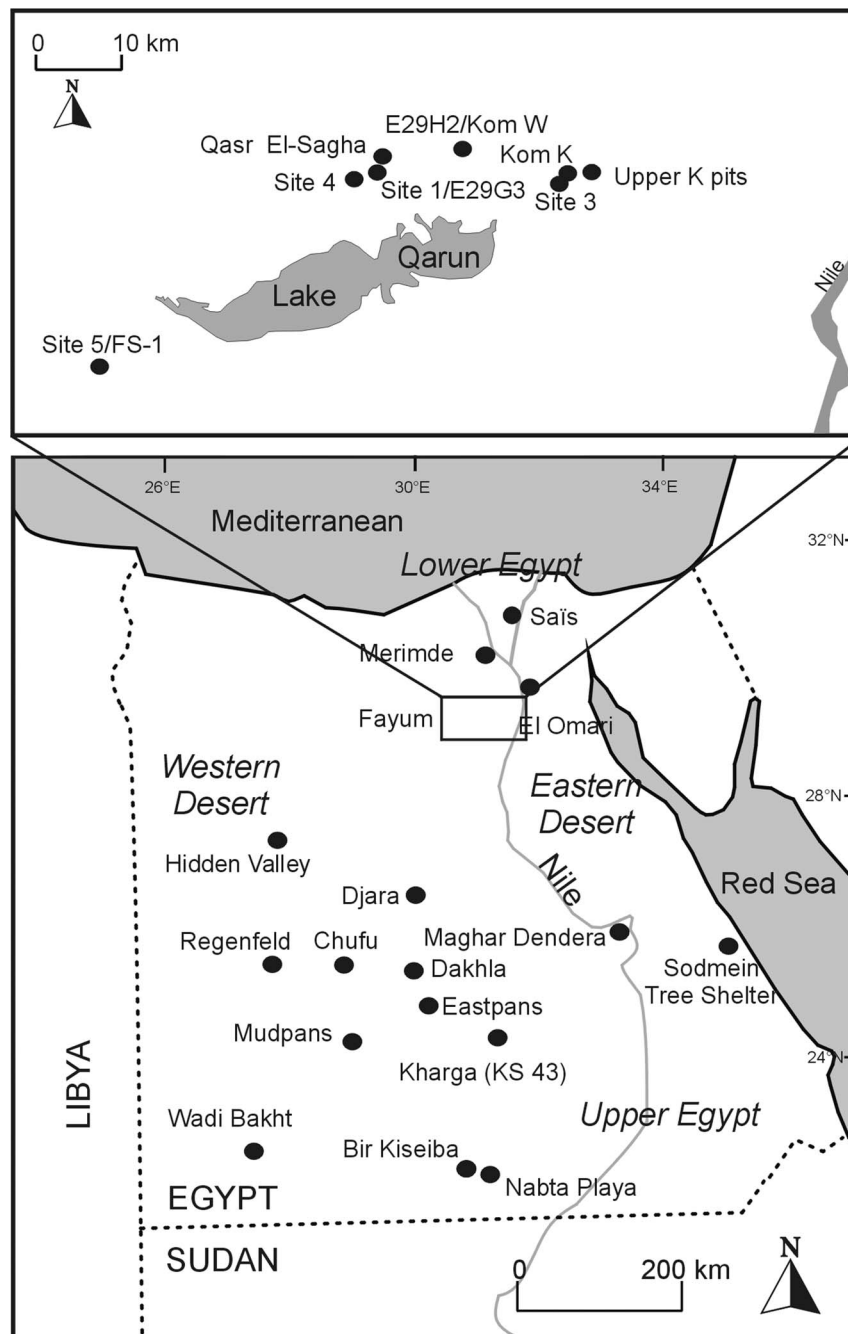 0 10 km
N
E29H2/Kom W
Qasr El-Sagha
Kom K
Site 4
Site 1/E29G3
Upper K pits
Site 3
Qarun
Lake
Nile
Site 5/FS-1
26°E
30°E
34°E
Mediterranean
32°N
Lower Egypt
Saïs
Merimde
Fayum
El Omari
Western
Desert
Eastern
Desert
28°N
Hidden Valley
Nile
Red Sea
Djara
Regenfeld
Chufu
Maghar Dendera
Dakhla
Sodmein
Tree Shelter
Eastpans
Mudpans
Kharga (KS 43)
24°N
LIBYA
Wadi Bakht
Upper Egypt
Bir Kiseiba
Nabta Playa
EGYPT
SUDAN
0 200 km
N